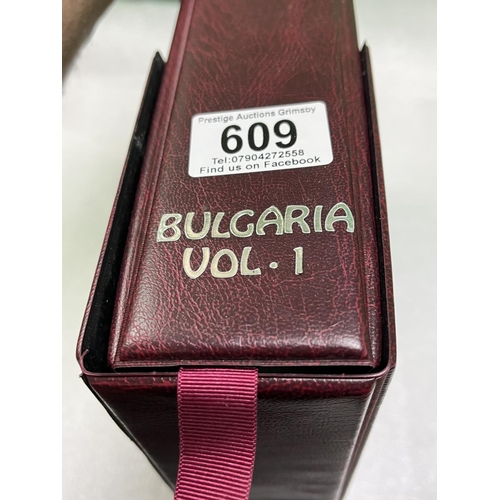 Prestige Auctions Grimsby
609
Tel:07904272558
Find us on Facebook
BULGARIA
VOL·1